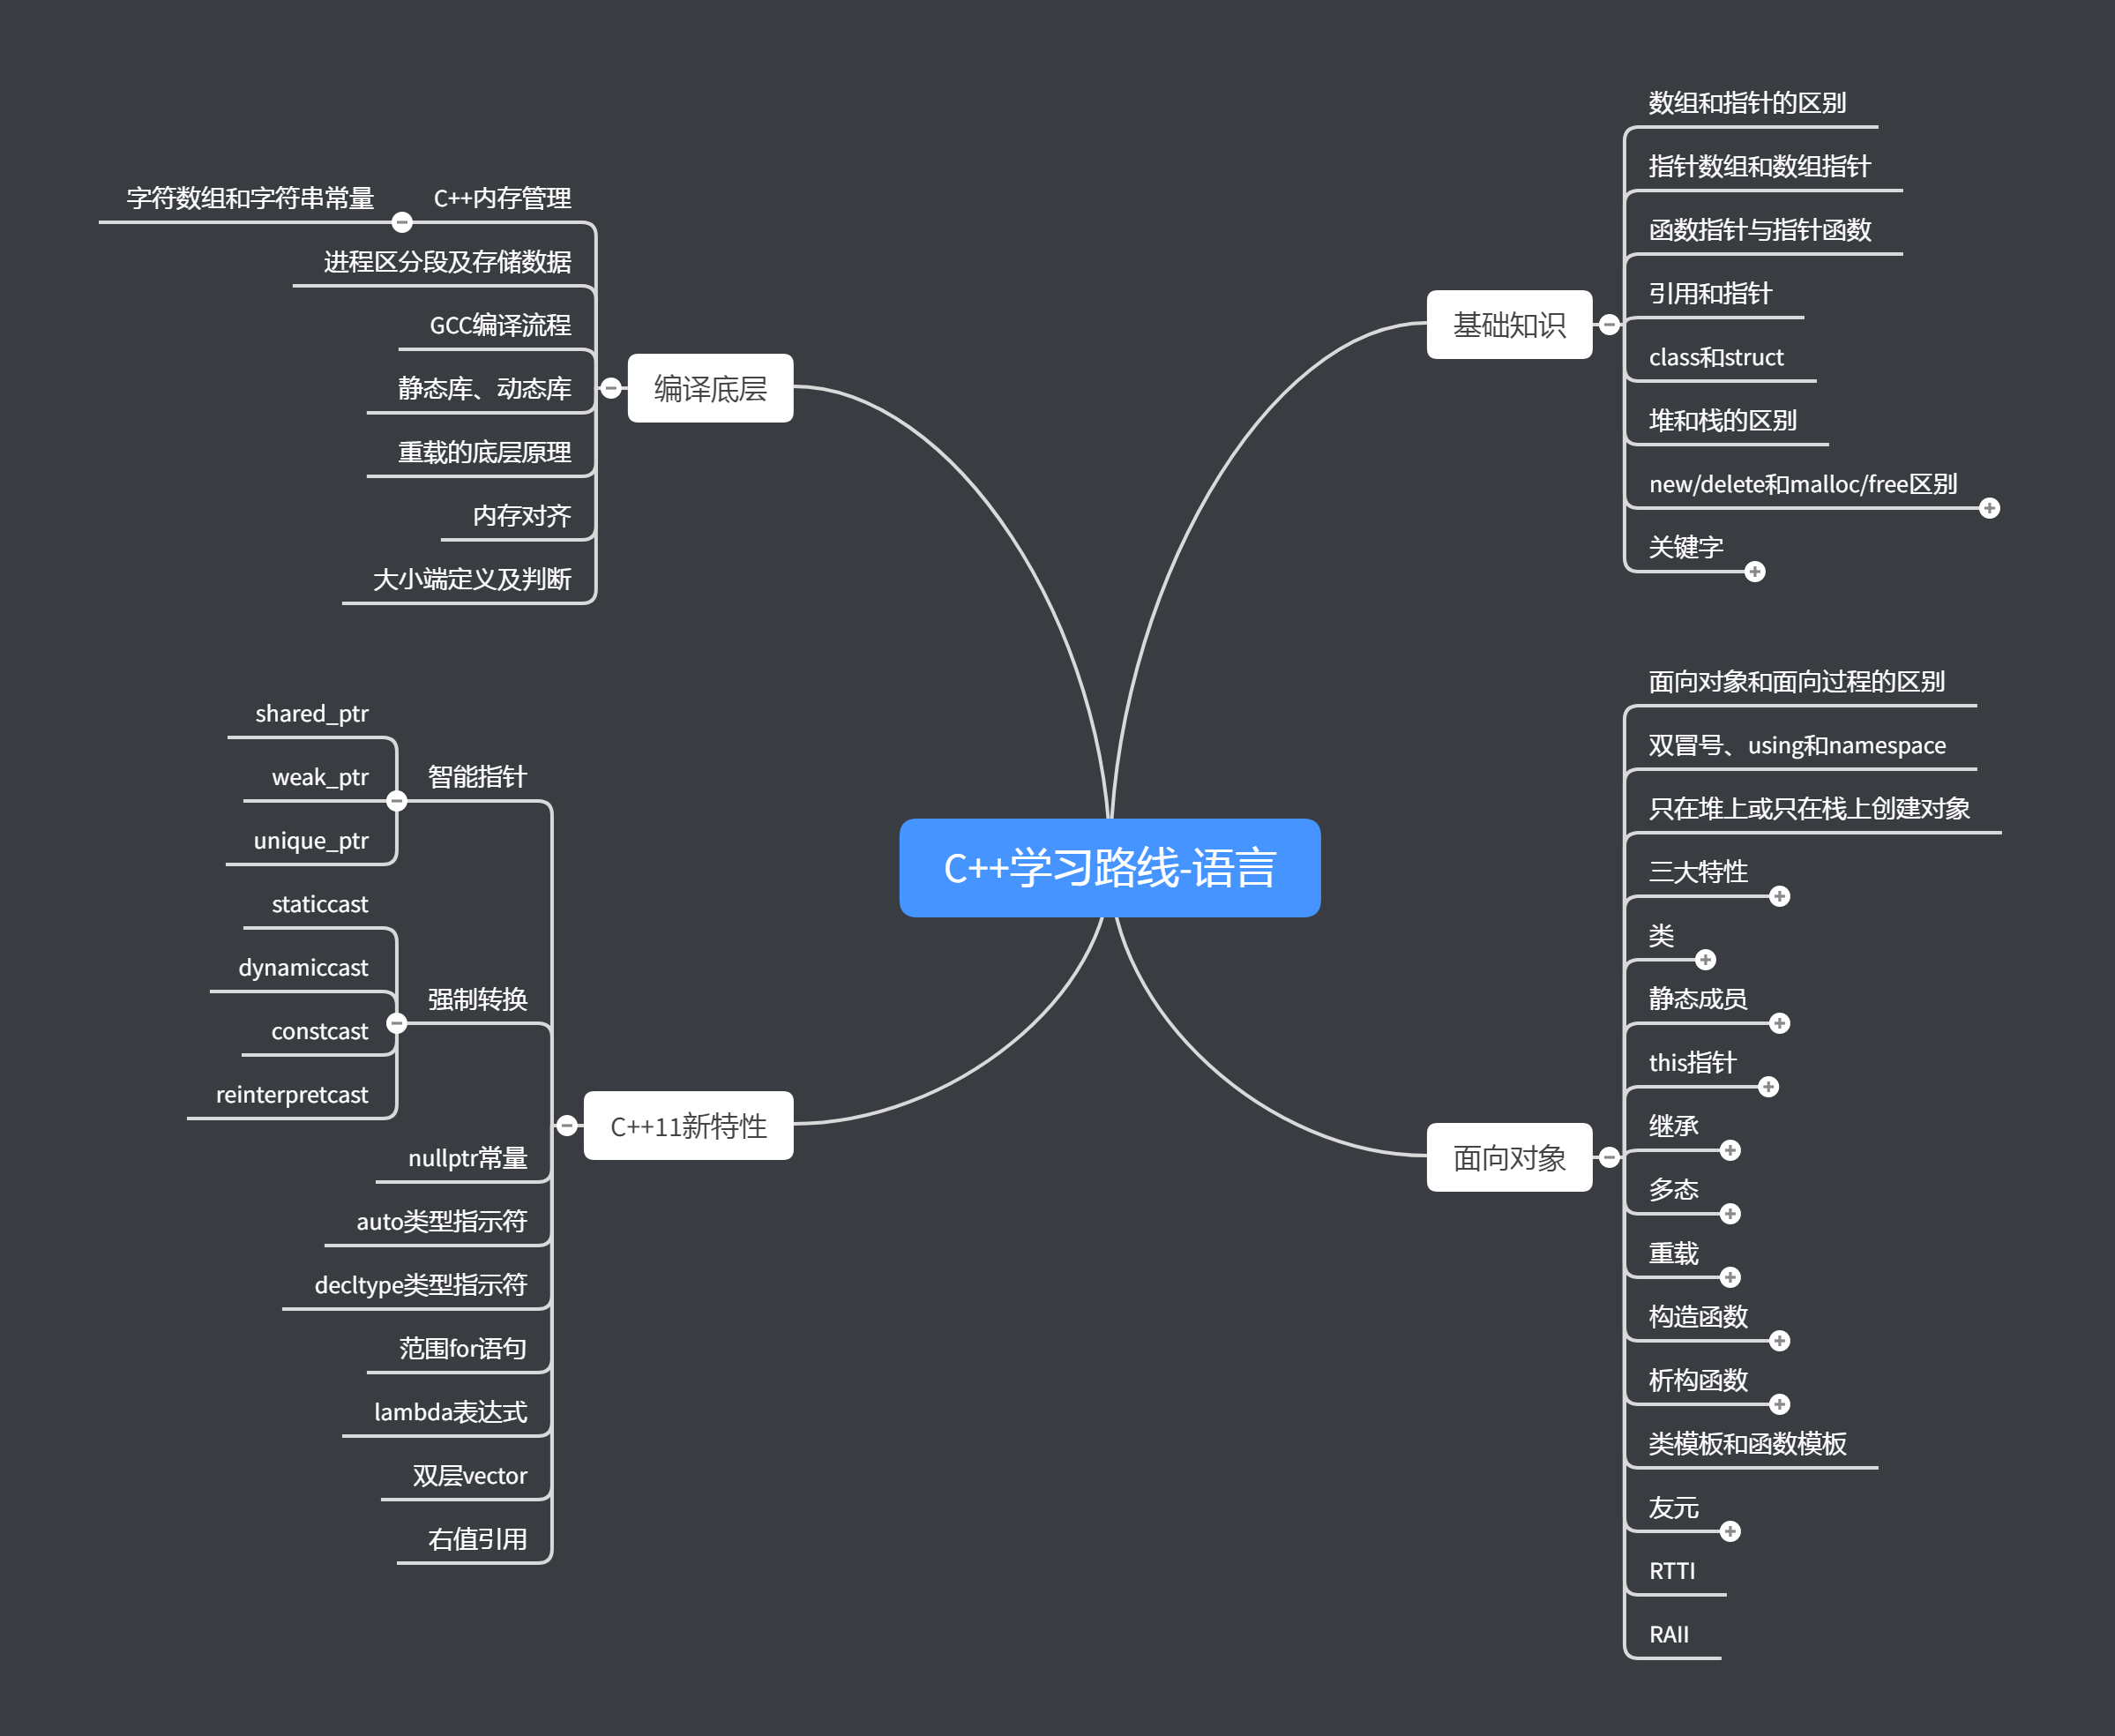 C++学习路线-语言
基础知识
数组和指针的区别
指针数组和数组指针
函数指针与指针函数
引用和指针
class和struct
堆和栈的区别
new/delete和malloc/free区别
关键字
面向对象
面向对象和面向过程的区别
双冒号、using和namespace
只在堆上或只在栈上创建对象
三大特性
类
静态成员
this指针
继承
多态
重载
构造函数
析构函数
类模板和函数模板
友元
RTTI
RAII
编译底层
C++内存管理
字符数组和字符串常量
进程区分段及存储数据
GCC编译流程
静态库、动态库
重载的底层原理
内存对齐
大小端定义及判断
C++11新特性
智能指针
shared_ptr
weak_ptr
unique_ptr
强制转换
staticcast
dynamiccast
constcast
reinterpretcast
nullptr常量
auto类型指示符
decltype类型指示符
范围for语句
lambda表达式
双层vector
右值引用